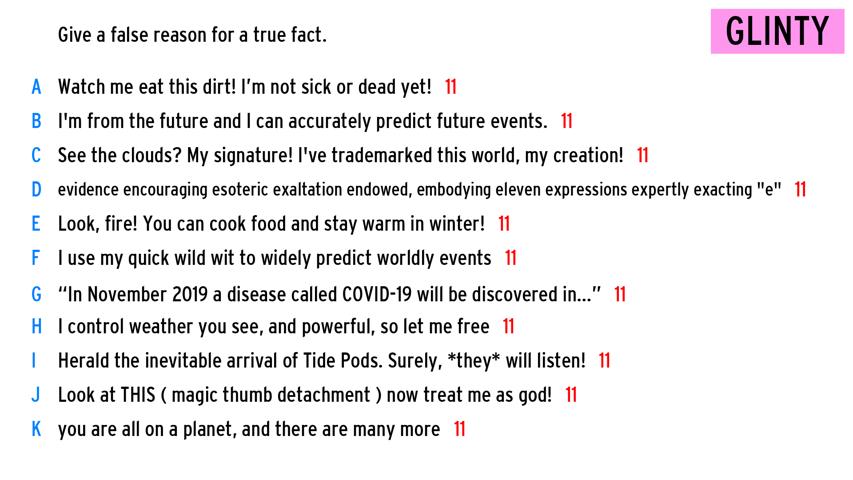 GLINTY
Give a false reason for a true fact.
A Watch me eat this dirt! I'm not sick or dead yet! 11
B I'm from the future and I can accurately predict future events. 11
C See the clouds? My signature! I've trademarked this world, my creation! 11
D evidence encouraging esoteric exaltation endowed, embodying eleven expressions expertly exacting "e" 11
E Look, fire! You can cook food and stay warm in winter! 11
F I use my quick wild wit to widely predict worldly events 11
G “In November 2019 a disease called COVID-19 will be discovered in...” 11
H I control weather you see, and powerful, so let me free 11
I Herald the inevitable arrival of Tide Pods. Surely, *they* will listen! 11
J Look at THIS ( magic thumb detachment ) now treat me as god! 11
K you are all on a planet, and there are many more 11